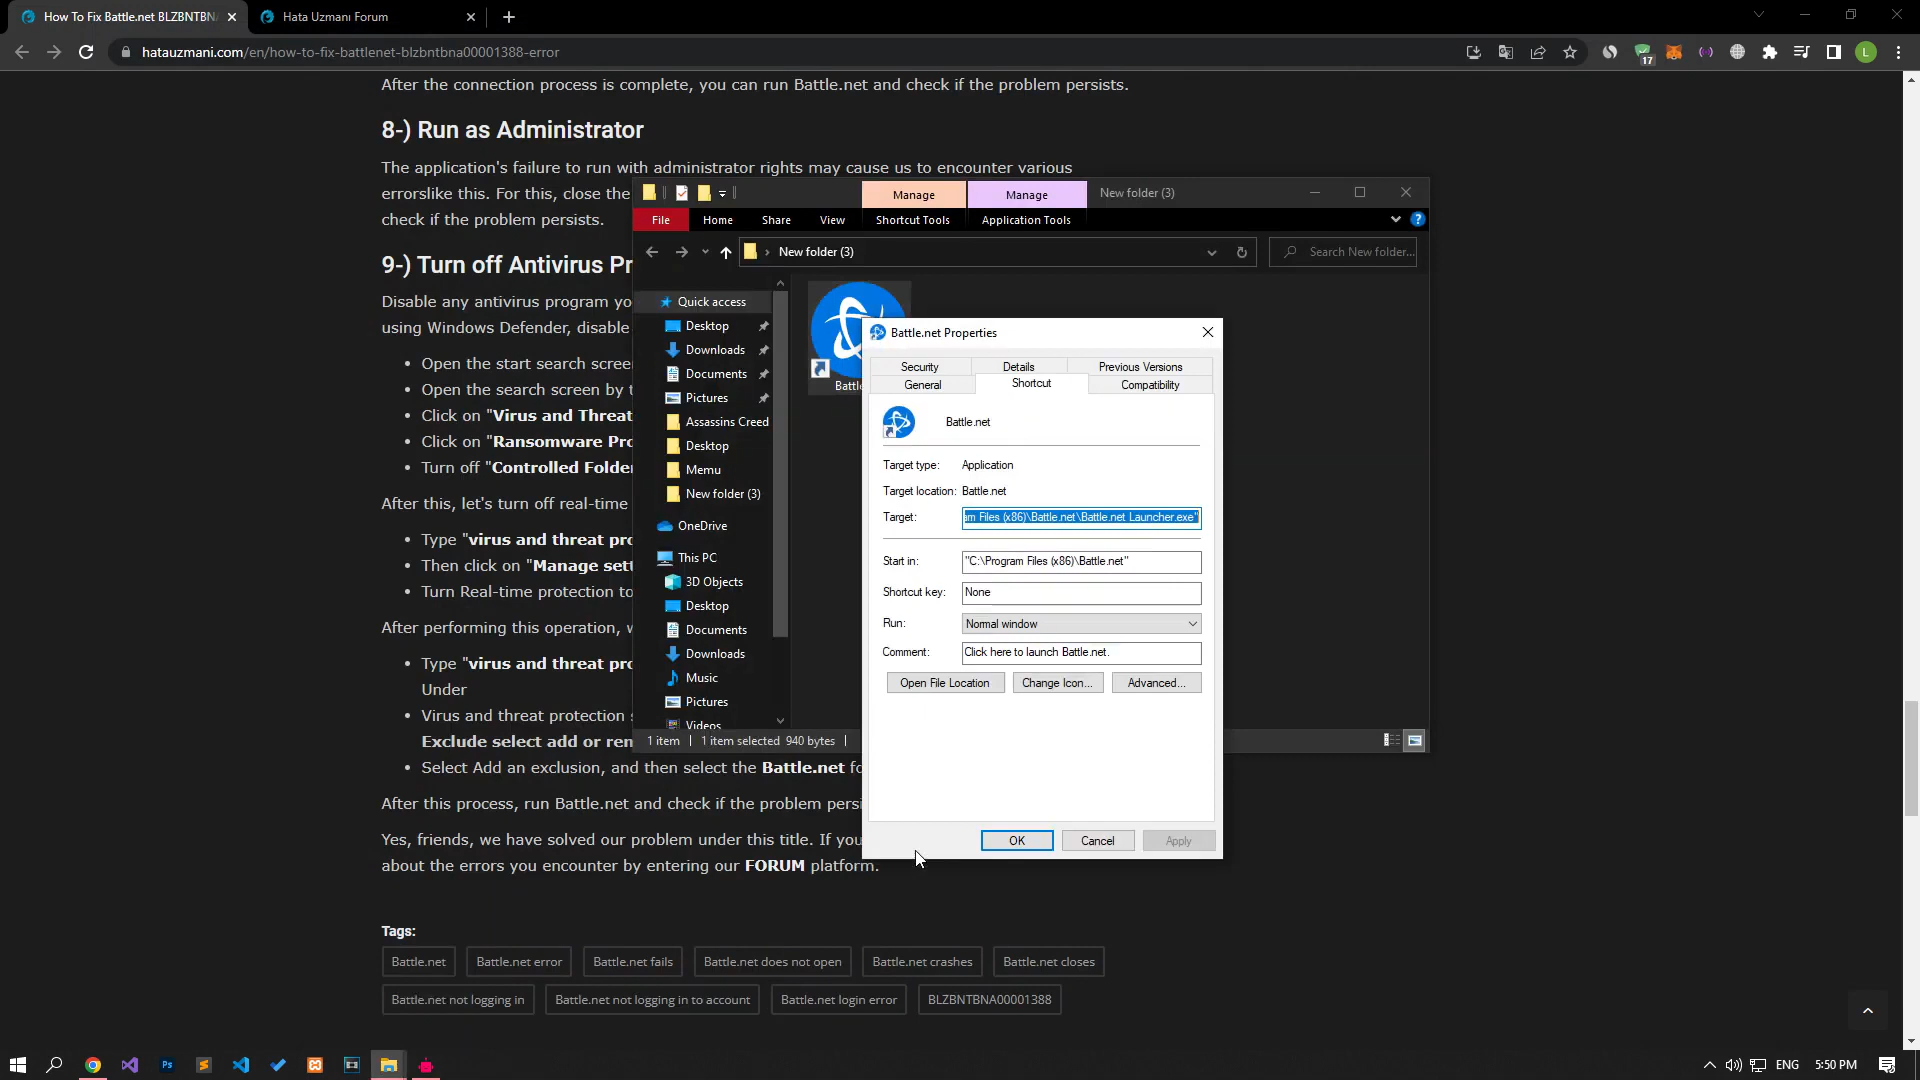 How To Fix Battle.net BLZBNTBN
Hata Uzmanı Forum
hatauzmani.com/en/how-to-fix-battlenet-blzbntbna00001388-error
17
L
After the connection process is complete, you can run Battle.net and check if the problem persists.
8-) Run as Administrator
The application's failure to run with administrator rights may cause us to encounter various
errorslike this. For this, close the
check if the problem persists.
9-) Turn off Antivirus Pr
Disable any antivirus program yo
using Windows Defender, disable
• Open the start search scree
• Open the search screen by t
• Click on "Virus and Threat
• Click on "Ransomware Pro
• Turn off "Controlled Folder
After this, let's turn off real-time
• Type "virus and threat pro
• Then click on "Manage sett
• Turn Real-time protection to
After performing this operation, w
• Type "virus and threat pro
Under
• Virus and threat protection s
Exclude select add or rem
• Select Add an exclusion, and then select the Battle.net fo
After this process, run Battle.net and check if the problem persi
Yes, friends, we have solved our problem under this title. If you
about the errors you encounter by entering our FORUM platform.
Tags:
Battle.net
Battle.net error
Battle.net fails
Battle.net does not open
Battle.net crashes
Battle.net closes
Battle.net not logging in
Battle.net not logging in to account
Battle.net login error
BLZBNTBNA00001388
Manage
Manage
New folder (3)
File
Home
Share
View
Shortcut Tools
Application Tools
New folder (3)
Search New folder...
Quick access
Desktop
Downloads
Documents
Pictures
Assassins Creed
Desktop
Memu
New folder (3)
OneDrive
This PC
3D Objects
Desktop
Documents
Downloads
Music
Pictures
Videos
Battle
1 item
1 item selected 940 bytes
Battle.net Properties
Security
Details
Previous Versions
General
Shortcut
Compatibility
Battle.net
Target type: Application
Target location: Battle.net
Target: am Files (x86)\Battle.net\Battle.net Launcher.exe"
Start in: "C:\Program Files (x86)\Battle.net"
Shortcut key: None
Run: Normal window
Comment: Click here to launch Battle.net.
Open File Location
Change Icon...
Advanced...
OK
Cancel
Apply
Ps
ENG
5:50 PM